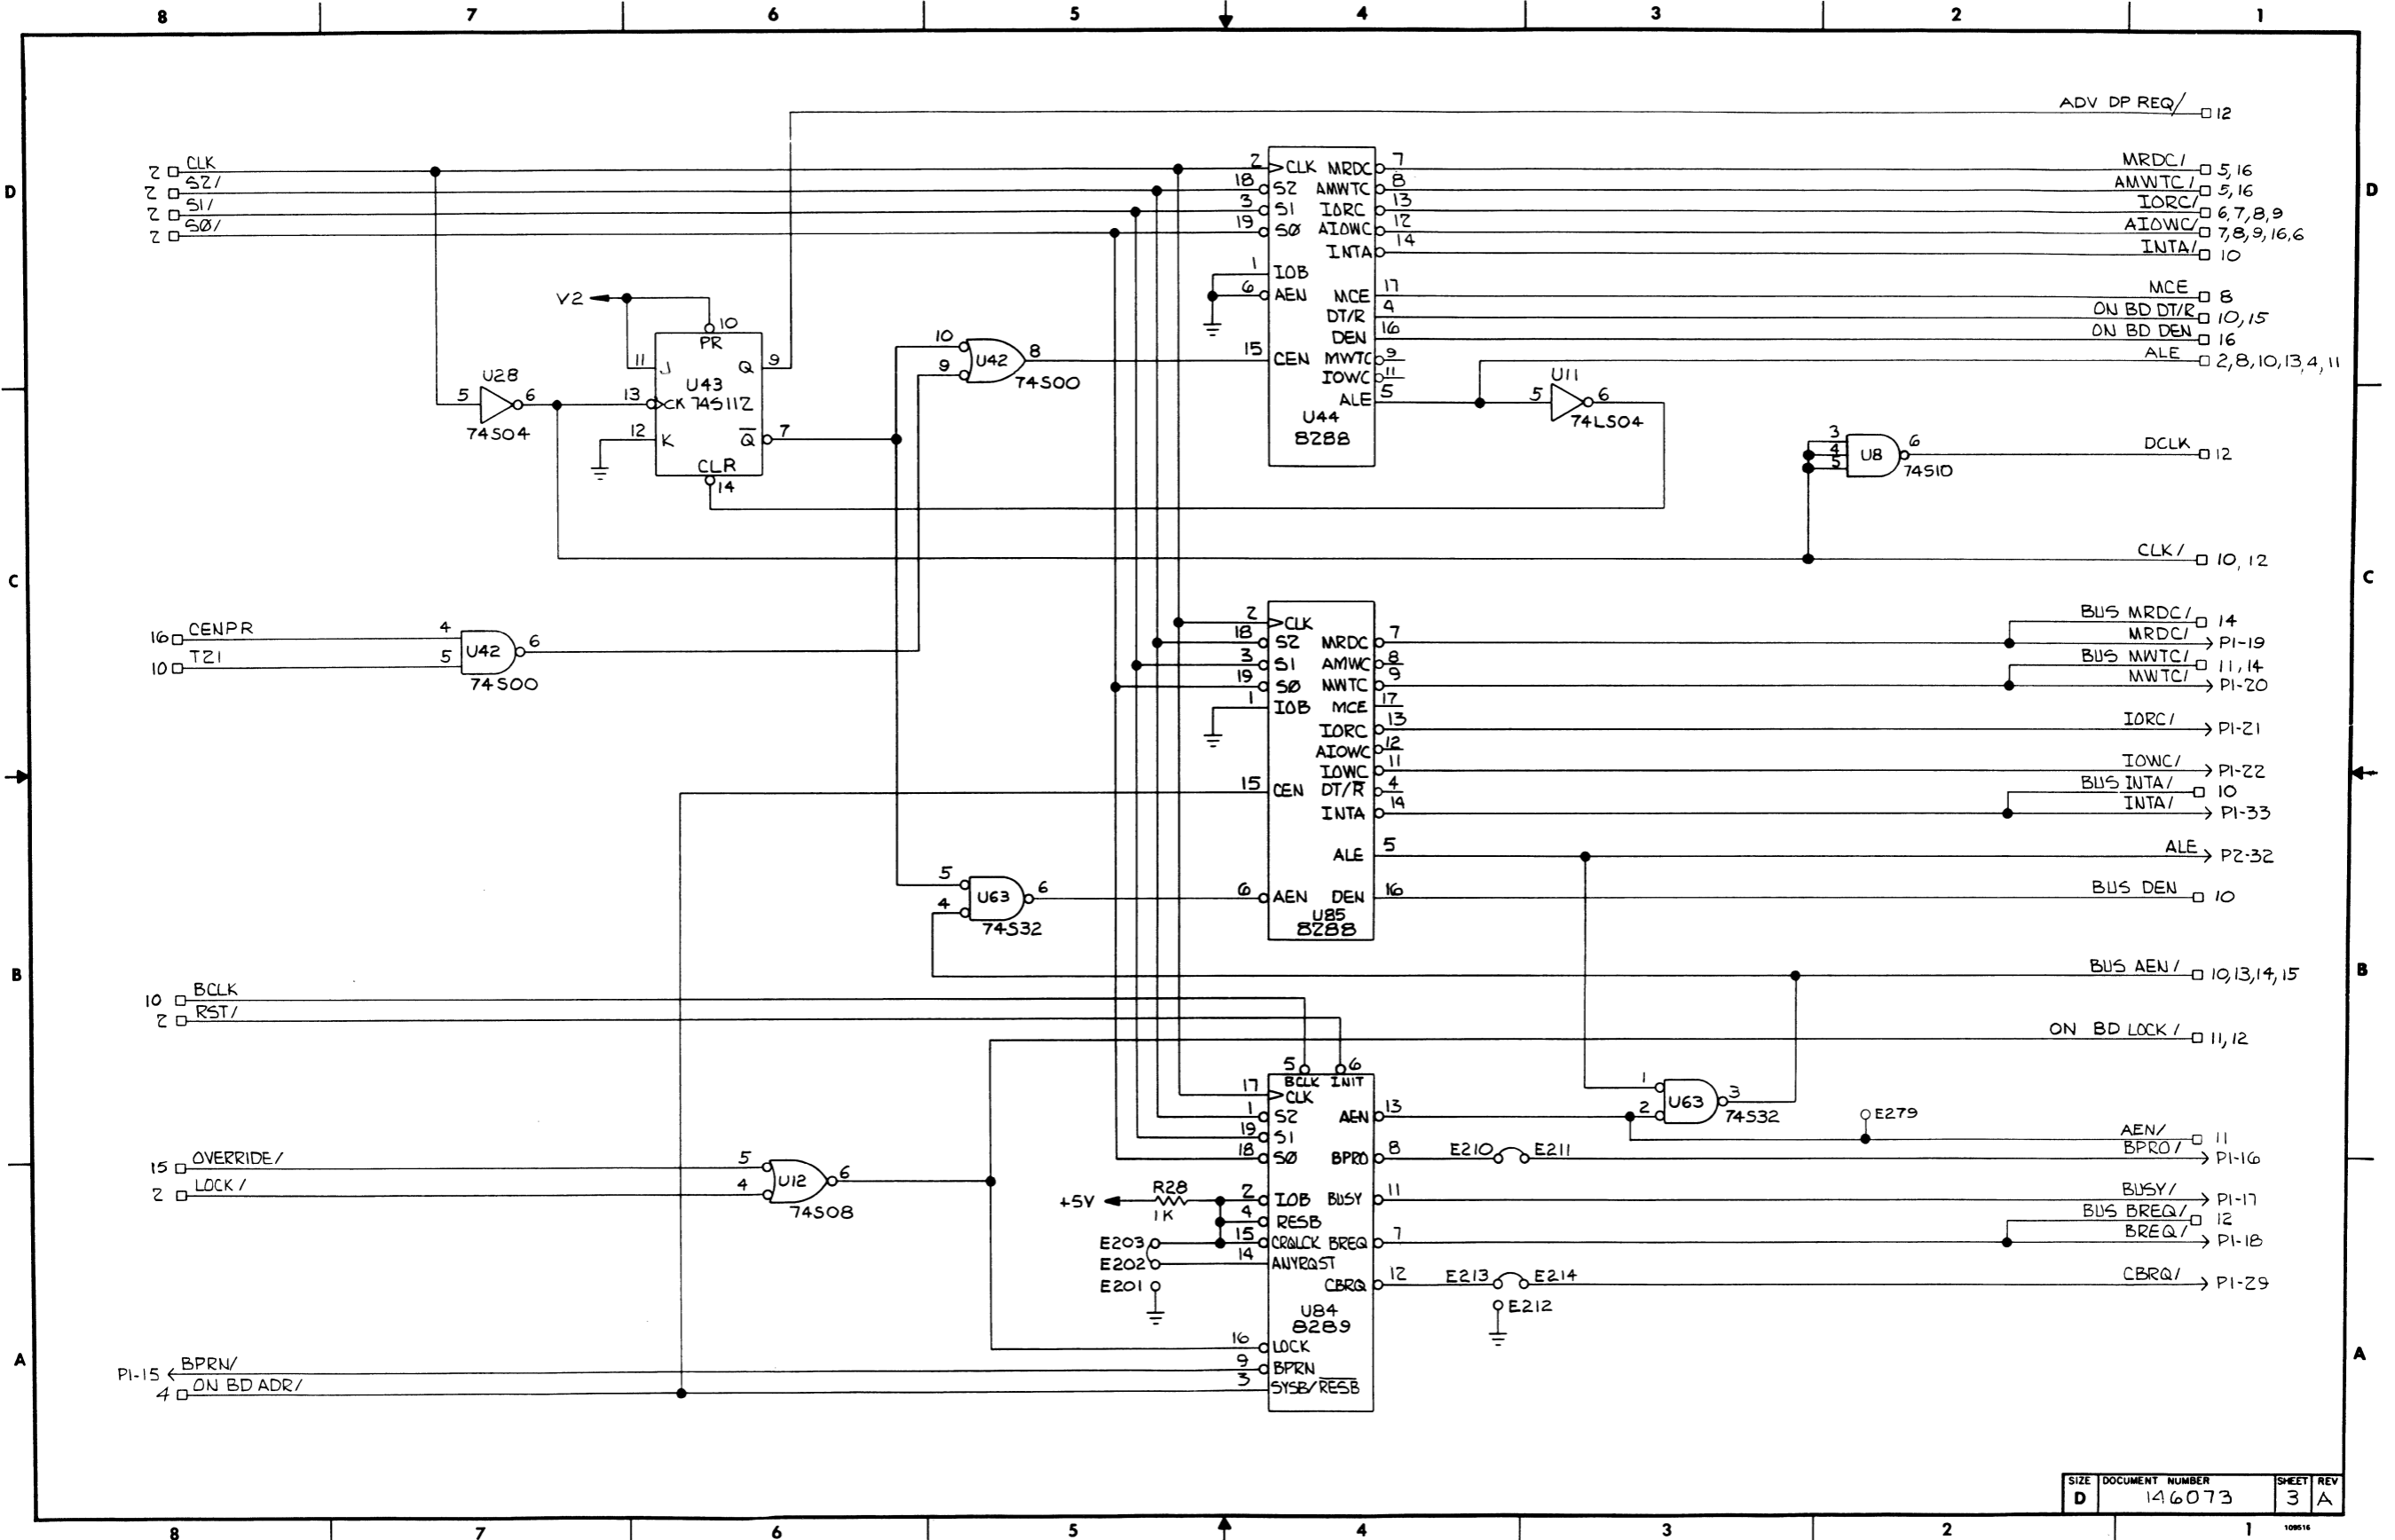 8 7 6 5 4 3 2 1
D
C
B
A
D
C
B
A
ADV DP REQ/ 12
2 CLK
2 S2/
2 S1/
2 SØ/
2 CLK MRDC 7 MRDC/ 5,16
18 S2 AMWTC 8 AMWTC/ 5,16
3 S1 IORC 13 IORC/ 6,7,8,9
19 SØ AIOWC 12 AIOWC/ 7,8,9,16,6
INTA 14 INTA/ 10
1 IOB
6 AEN MCE 17 MCE 8
DT/R 4 ON BD DT/R 10,15
DEN 16 ON BD DEN 16
15 CEN MWTC 9 ALE 2,8,10,13,4,11
IOWC 11
ALE 5
U44
8288
V2
10
PR
11 J Q 9
U43
13 CK 74S112
12 K Q 7
CLR
14
U28
5 6
74S04
10
9 U42 8
74S00
U11
5 6
74LS04
3
4
5 U8 6
74S10
DCLK 12
CLK/ 10,12
16 CENPR 4
10 T21 5 U42 6
74S00
2 CLK
18 S2 MRDC 7
3 S1 AMWC 8
19 SØ MWTC 9
1 IOB MCE 17
IORC 13
AIOWC 12
IOWC 11
15 CEN DT/R 4
INTA 14
ALE 5
6 AEN DEN 16
U85
8288
BUS MRDC/ 14
MRDC/ P1-19
BUS MWTC/ 11,14
MWTC/ P1-20
IORC/ P1-21
IOWC/ P1-22
BUS INTA/ 10
INTA/ P1-33
ALE P2-32
BUS DEN 10
5
4 U63 6
74S32
BUS AEN/ 10,13,14,15
10 BCLK
2 RST/
ON BD LOCK/ 11,12
5 6
BCLK INIT
17 CLK
1 S2 AEN 13
19 S1
18 SØ BPRO 8
2 IOB BUSY 11
4 RESB
15 CRQLCK BREQ 7
14 ANYRQST
CBRQ 12
U84
8289
16 LOCK
9 BPRN
3 SYSB/RESB
1
2 U63 3
74S32
E279
AEN/ 11
E210 E211 BPRO/ P1-16
BUSY/ P1-17
BUS BREQ/ 12
BREQ/ P1-18
E213 E214 CBRQ/ P1-29
E212
15 OVERRIDE/ 5
2 LOCK/ 4
U12 6
74S08
+5V R28
1K
E203
E202
E201
P1-15 BPRN/
4 ON BD ADR/
SIZE DOCUMENT NUMBER SHEET REV
D 146073 3 A
8 7 6 5 4 3 2 1
109516